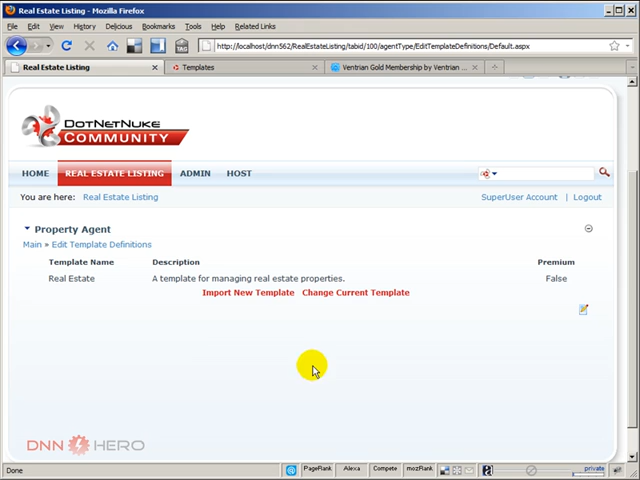 Real Estate Listing - Mozilla Firefox
File Edit View History Delicious Bookmarks Tools Help Related Links
http://localhost/dnn562/RealEstateListing/tabid/100/agentType/EditTemplateDefinitions/Default.aspx
Real Estate Listing Templates Ventrian Gold Membership by Ventrian ...
DOTNETNUKE
COMMUNITY
HOME REAL ESTATE LISTING ADMIN HOST
You are here: Real Estate Listing SuperUser Account | Logout
Property Agent
Main » Edit Template Definitions
Template Name Description Premium
Real Estate A template for managing real estate properties. False
Import New Template Change Current Template
DNN HERO
Done PageRank Alexa Compete mozRank private